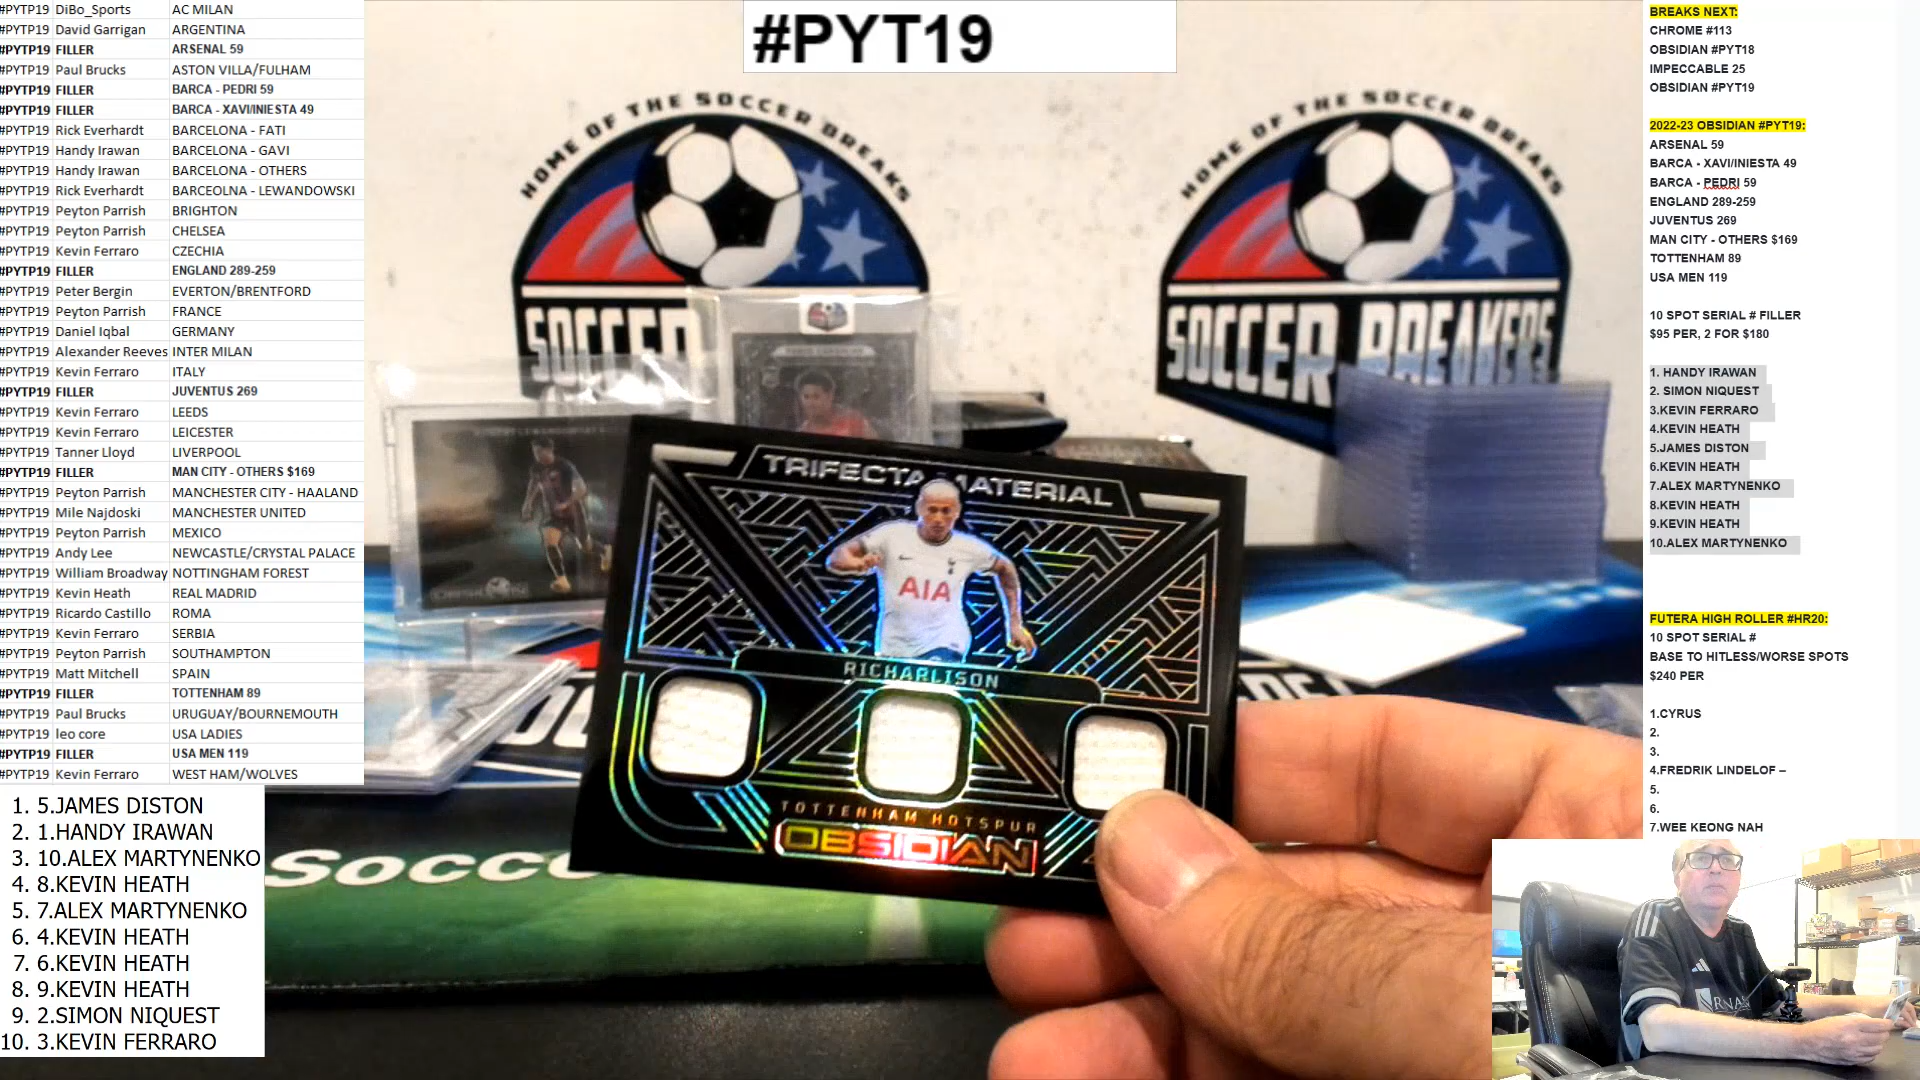 #PYTP19 DiBo_Sports AC MILAN
#PYTP19 David Garrigan ARGENTINA
#PYTP19 FILLER ARSENAL 59
#PYTP19 Paul Brucks ASTON VILLA/FULHAM
#PYTP19 FILLER BARCA - PEDRI 59
#PYTP19 FILLER BARCA - XAVI/INIESTA 49
#PYTP19 Rick Everhardt BARCELONA - FATI
#PYTP19 Handy Irawan BARCELONA - GAVI
#PYTP19 Handy Irawan BARCELONA - OTHERS
#PYTP19 Rick Everhardt BARCEOLNA - LEWANDOWSKI
#PYTP19 Peyton Parrish BRIGHTON
#PYTP19 Peyton Parrish CHELSEA
#PYTP19 Kevin Ferraro CZECHIA
#PYTP19 FILLER ENGLAND 289-259
#PYTP19 Peter Bergin EVERTON/BRENTFORD
#PYTP19 Peyton Parrish FRANCE
#PYTP19 Daniel Iqbal GERMANY
#PYTP19 Alexander Reeves INTER MILAN
#PYTP19 Kevin Ferraro ITALY
#PYTP19 FILLER JUVENTUS 269
#PYTP19 Kevin Ferraro LEEDS
#PYTP19 Kevin Ferraro LEICESTER
#PYTP19 Tanner Lloyd LIVERPOOL
#PYTP19 FILLER MAN CITY - OTHERS $169
#PYTP19 Peyton Parrish MANCHESTER CITY - HAALAND
#PYTP19 Mile Najdoski MANCHESTER UNITED
#PYTP19 Peyton Parrish MEXICO
#PYTP19 Andy Lee NEWCASTLE/CRYSTAL PALACE
#PYTP19 William Broadway NOTTINGHAM FOREST
#PYTP19 Kevin Heath REAL MADRID
#PYTP19 Ricardo Castillo ROMA
#PYTP19 Kevin Ferraro SERBIA
#PYTP19 Peyton Parrish SOUTHAMPTON
#PYTP19 Matt Mitchell SPAIN
#PYTP19 FILLER TOTTENHAM 89
#PYTP19 Paul Brucks URUGUAY/BOURNEMOUTH
#PYTP19 leo core USA LADIES
#PYTP19 FILLER USA MEN 119
#PYTP19 Kevin Ferraro WEST HAM/WOLVES
1. 5.JAMES DISTON
2. 1.HANDY IRAWAN
3. 10.ALEX MARTYNENKO
4. 8.KEVIN HEATH
5. 7.ALEX MARTYNENKO
6. 4.KEVIN HEATH
7. 6.KEVIN HEATH
8. 9.KEVIN HEATH
9. 2.SIMON NIQUEST
10. 3.KEVIN FERRARO
#PYT19
HOME OF THE SOCCER BREAKS
SOCCER
HOME OF THE SOCCER BREAKS
SOCCER BREAKERS
TRIFECTA MATERIAL
AIA
RICHARLISON
TOTTENHAM HOTSPUR
OBSIDIAN
BREAKS NEXT:
CHROME #113
OBSIDIAN #PYT18
IMPECCABLE 25
OBSIDIAN #PYT19
2022-23 OBSIDIAN #PYT19:
ARSENAL 59
BARCA - XAVI/INIESTA 49
BARCA - PEDRI 59
ENGLAND 289-259
JUVENTUS 269
MAN CITY - OTHERS $169
TOTTENHAM 89
USA MEN 119
10 SPOT SERIAL # FILLER
$95 PER, 2 FOR $180
1. HANDY IRAWAN
2. SIMON NIQUEST
3.KEVIN FERRARO
4.KEVIN HEATH
5.JAMES DISTON
6.KEVIN HEATH
7.ALEX MARTYNENKO
8.KEVIN HEATH
9.KEVIN HEATH
10.ALEX MARTYNENKO
FUTERA HIGH ROLLER #HR20:
10 SPOT SERIAL #
BASE TO HITLESS/WORSE SPOTS
$240 PER
1.CYRUS
2.
3.
4.FREDRIK LINDELOF –
5.
6.
7.WEE KEONG NAH